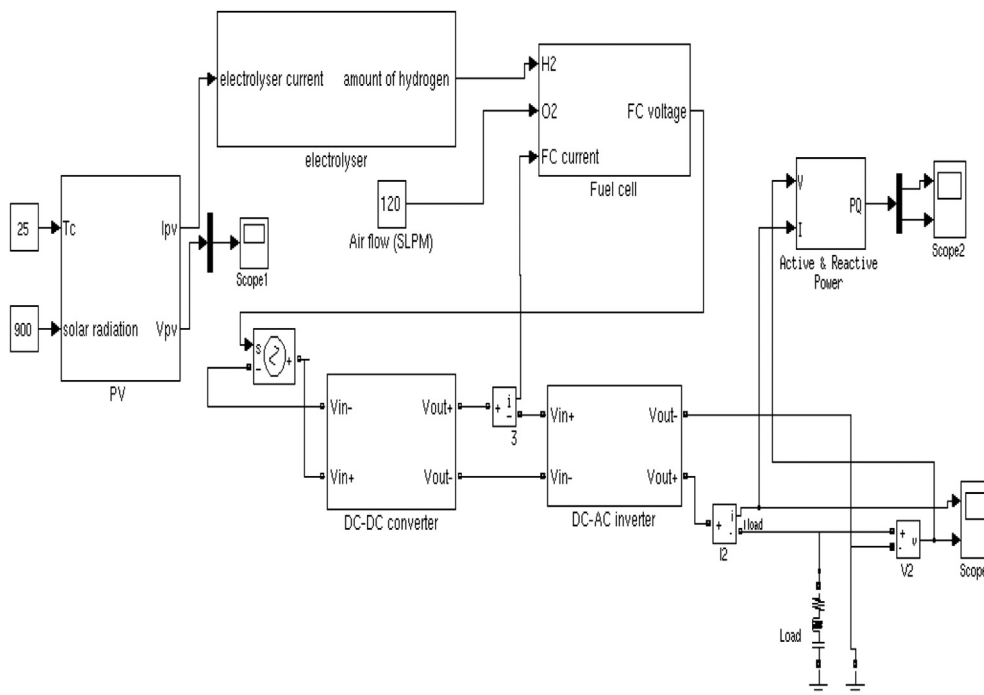 electrolyser current
amount of hydrogen
electrolyser
H2
O2
FC current
FC voltage
Fuel cell
120
Air flow (SLPM)
25
900
Tc
solar radiation
Ipv
Vpv
PV
Scope1
V
I
PQ
Active & Reactive
Power
Scope2
s
-
+
Vin-
Vin+
Vout+
Vout-
DC-DC converter
+
i
-
3
Vin+
Vin-
Vout-
Vout+
DC-AC inverter
+
i
-
I load
I2
+
-
v
V2
Scope
Load